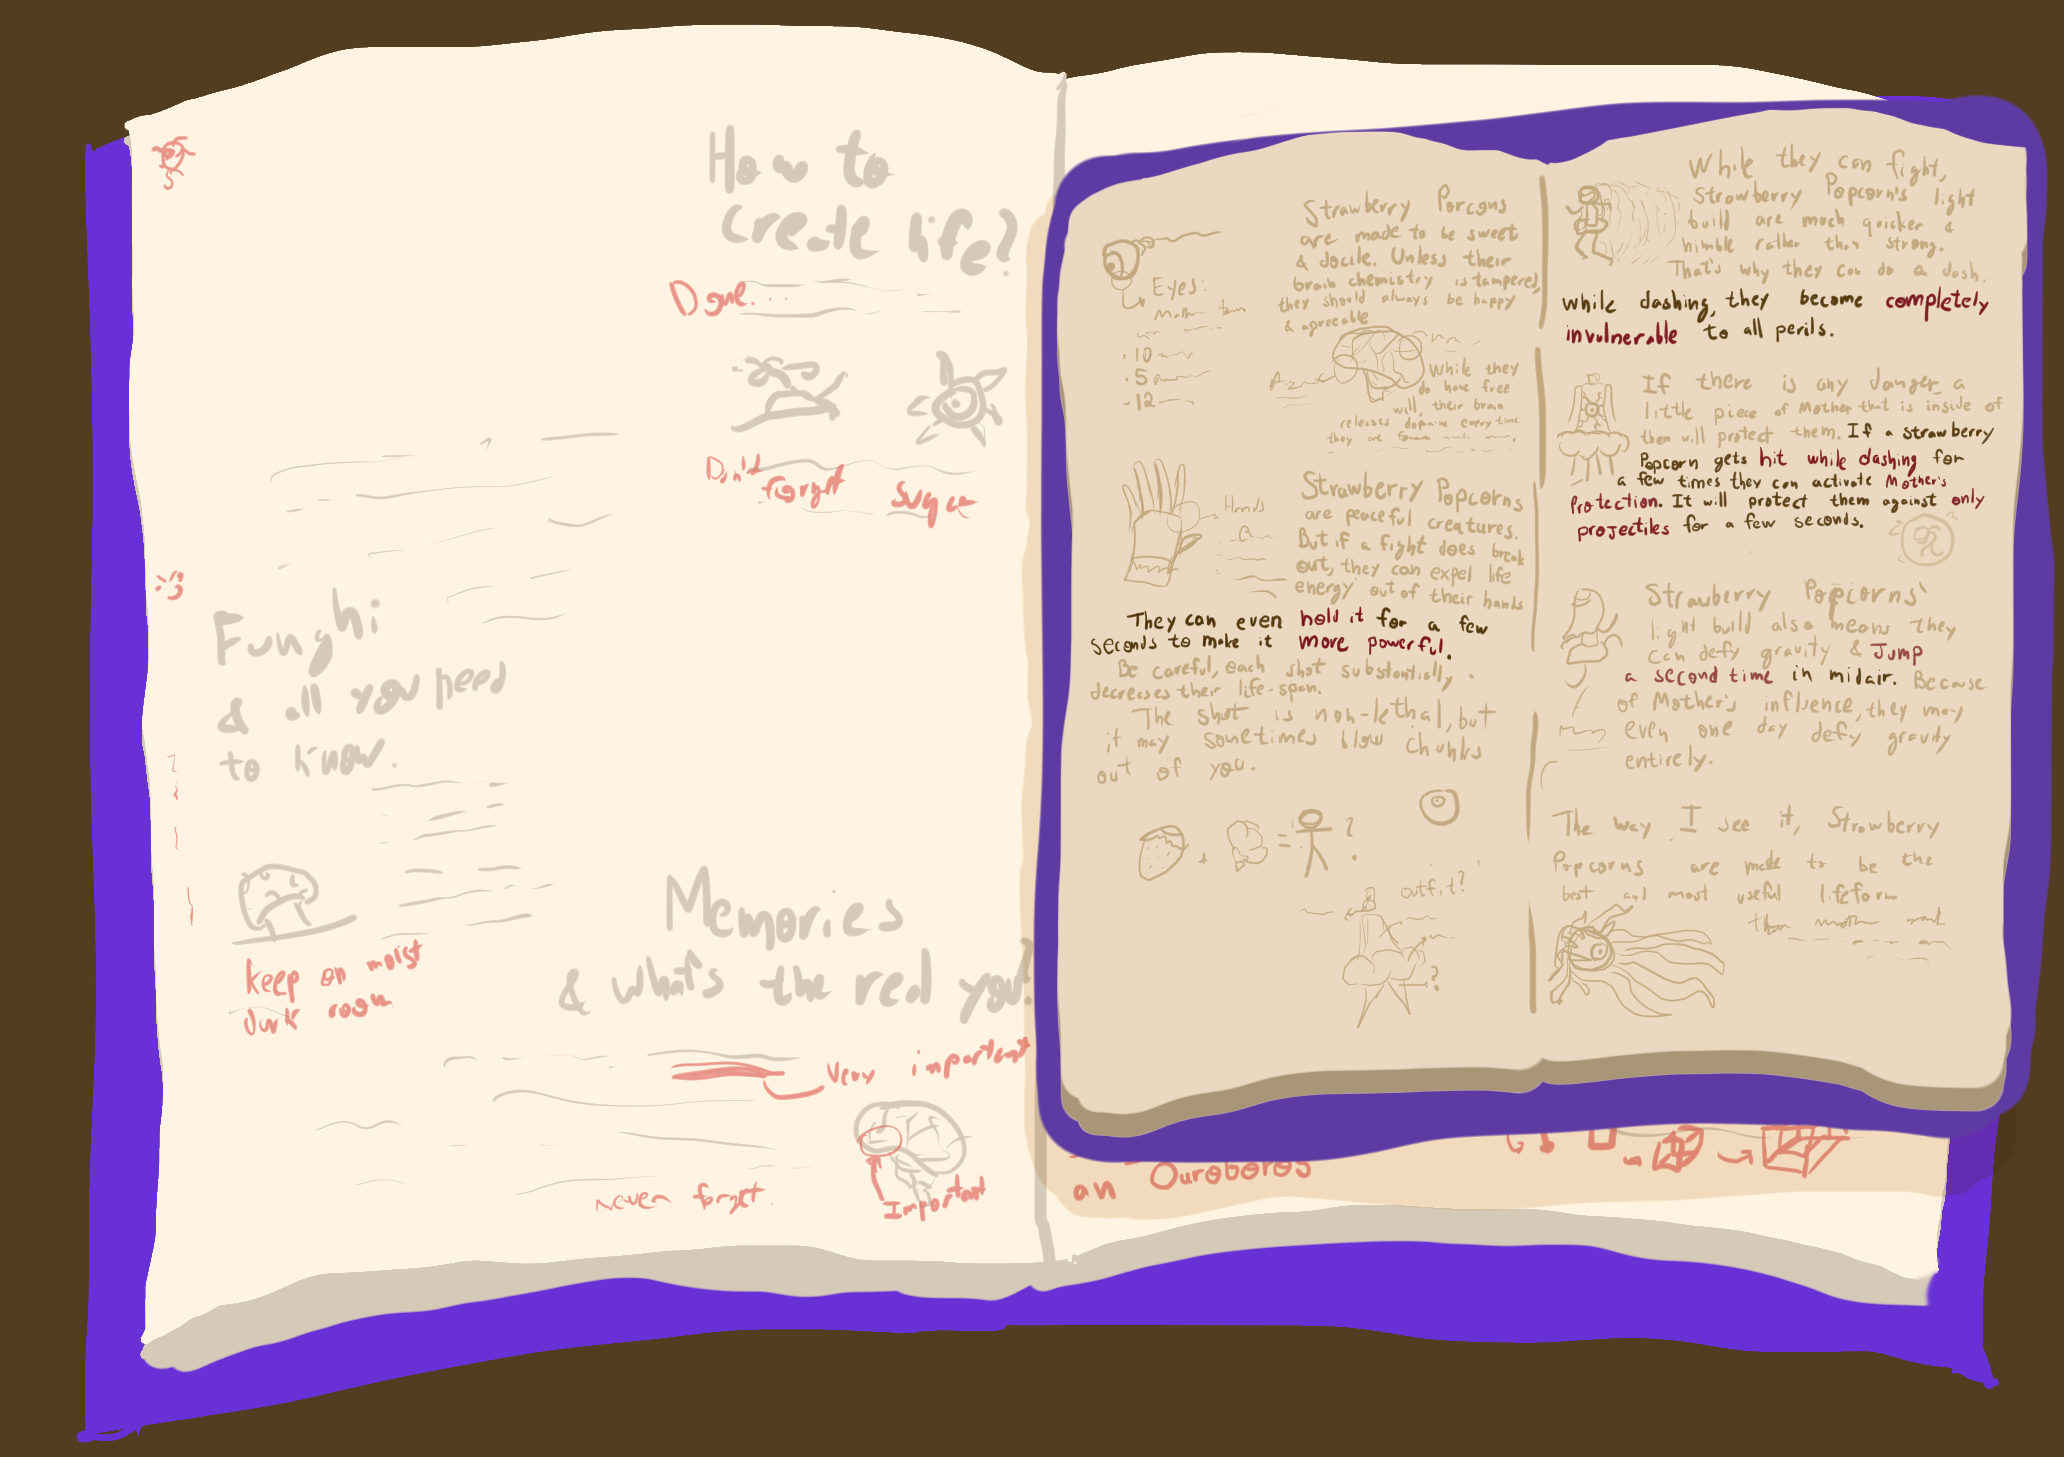 How to
create life?
Done...
Don't
forget sugar
Funghi
& all you need
to know.
keep on moist
dark room
Memories
& what's the real you?
Very important
Never forget
Important
Strawberry Porcons
are made to be sweet
& docile. Unless their
brain chemistry is tampered,
they should always be happy
& agreeable
Eyes:
Mother
· 10
· 5
- 12
While they
do have free
will, their brain
releases dopamine everytime
they are
Hands
Strawberry Popcorns
are peaceful creatures.
But if a fight does break
out, they can expel life
energy out of their hands
They can even hold it for a few
seconds to make it more powerful.
Be careful, each shot substantially
decreases their life-span.
The shot is non-lethal, but
it may sometimes blow chunks
out of you.
+ = ?
outfit?
?
While they can fight,
Strawberry Popcorn's light
build are much quicker &
nimble rather than strong.
That's why they can do a dash.
While dashing, they become completely
invulnerable to all perils.
If there is any danger a
little piece of Mother that is inside of
them will protect them. If a strawberry
Popcorn gets hit while dashing for
a few times they can activate Mother's
Protection. It will protect them against only
projectiles for a few seconds.
Strawberry Popcorns'
light build also means they
can defy gravity & Jump
a second time in midair. Because
of Mother's influence, they may
even one day defy gravity
entirely.
The way I see it, Strawberry
Popcorns are made to be the
best and most useful lifeform
than mother
an Ouroboros